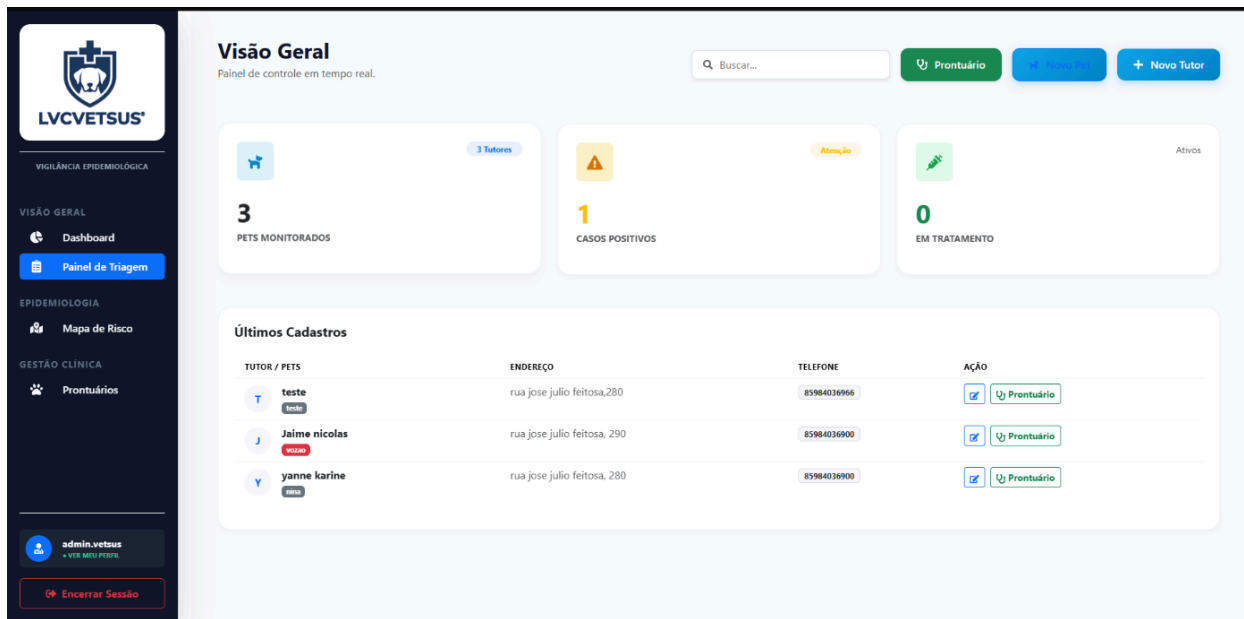 LVCVETSUS®
VIGILÂNCIA EPIDEMIOLÓGICA
VISÃO GERAL
Dashboard
Painel de Triagem
EPIDEMIOLOGIA
Mapa de Risco
GESTÃO CLÍNICA
Prontuários
admin.vetsus
• VER MEU PERFIL
Encerrar Sessão
Visão Geral
Painel de controle em tempo real.
Buscar...
Prontuário
Novo Pet
+ Novo Tutor
3 Tutores
3
PETS MONITORADOS
Atenção
1
CASOS POSITIVOS
Ativos
0
EM TRATAMENTO
Últimos Cadastros
TUTOR / PETS ENDEREÇO TELEFONE AÇÃO
T teste rua jose julio feitosa,280 85984036966 Prontuário
teste
J Jaime nicolas rua jose julio feitosa, 290 85984036900 Prontuário
vozao
Y yanne karine rua jose julio feitosa, 280 85984036900 Prontuário
nina